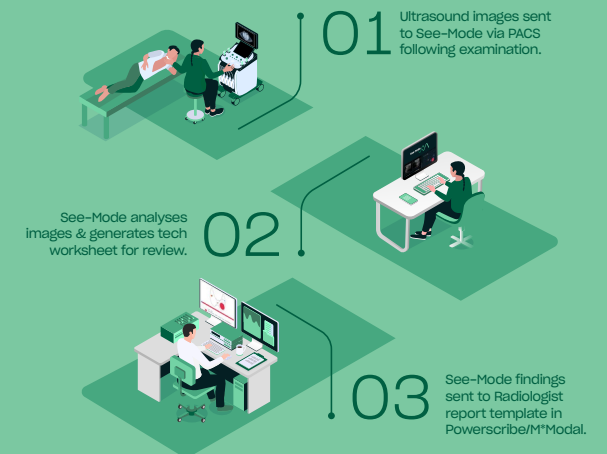 01
Ultrasound images sent
to See-Mode via PACS
following examination.
02
See-Mode analyses
images & generates tech
worksheet for review.
03
See-Mode findings
sent to Radiologist
report template in
Powerscribe/M*Modal.